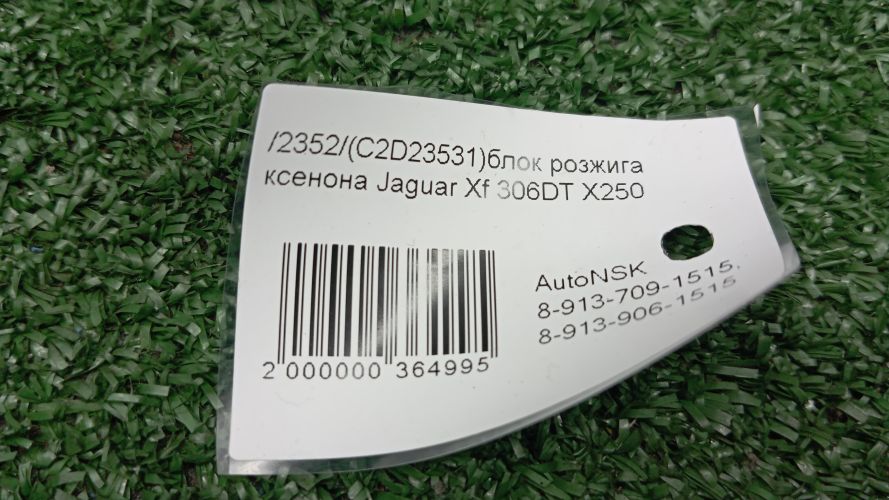 /2352/(C2D23531)блок розжига
ксенона Jaguar Xf 306DT X250
AutoNSK
8-913-709-1515,
8-913-906-1515
2 000000 364995